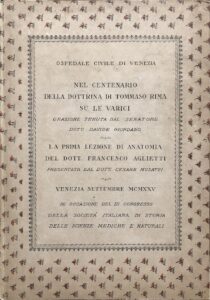 OSPEDALE CIVILE DI VENEZIA
NEL CENTENARIO
DELLA DOTTRINA DI TOMMASO RIMA
SU LE VARICI
ORAZIONE TENUTA DAL SENATORE
DOTT. DAVIDE GIORDANO
LA PRIMA LEZIONE DI ANATOMIA
DEL DOTT. FRANCESCO AGLIETTI
PRESENTATA DAL DOTT. CESARE MUSATTI
VENEZIA SETTEMBRE MCMXXV
IN OCCASIONE DEL III CONGRESSO
DELLA SOCIETÀ ITALIANA DI STORIA
DELLE SCIENZE MEDICHE E NATURALI